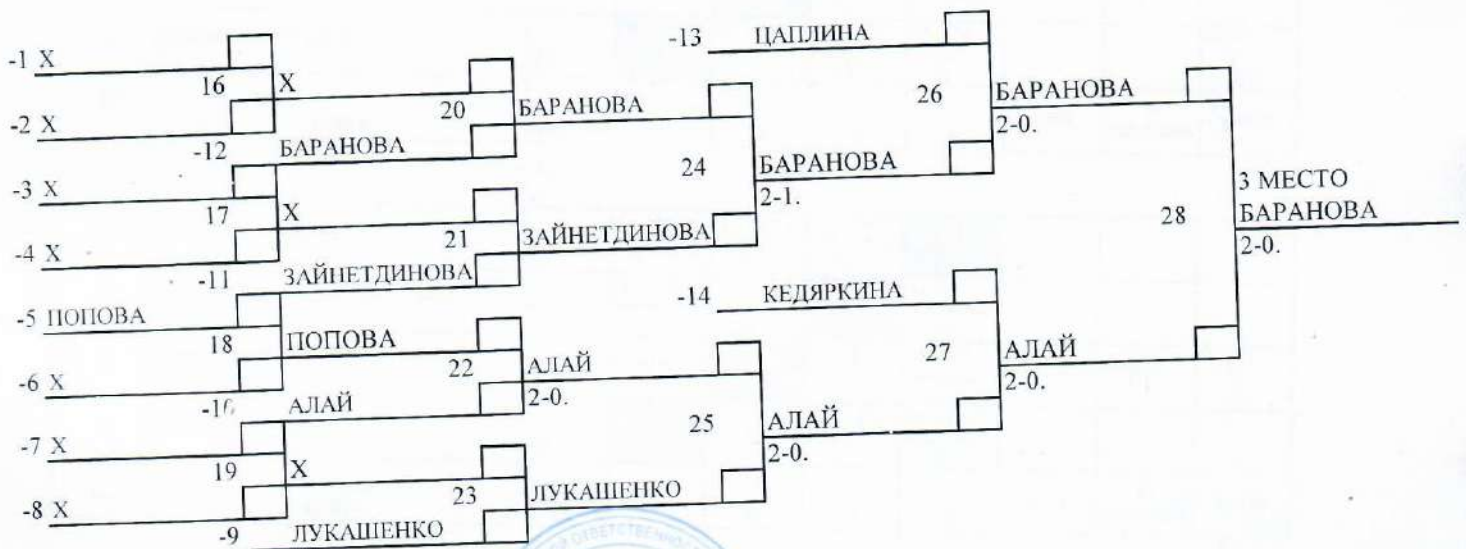 -1 X
16
X
-2 X
-12 БАРАНОВА
20
БАРАНОВА
-3 X
17
X
-4 X
-11 ЗАЙНЕТДИНОВА
21
ЗАЙНЕТДИНОВА
24
БАРАНОВА
2-1.
-13 ЦАПЛИНА
26
БАРАНОВА
2-0.
-5 ПОПОВА
18
ПОПОВА
-6 X
-10 АЛАЙ
22
АЛАЙ
2-0.
-7 X
19
X
-8 X
-9 ЛУКАШЕНКО
23
ЛУКАШЕНКО
25
АЛАЙ
2-0.
-14 КЕДЯРКИНА
27
АЛАЙ
2-0.
28
3 МЕСТО
БАРАНОВА
2-0.